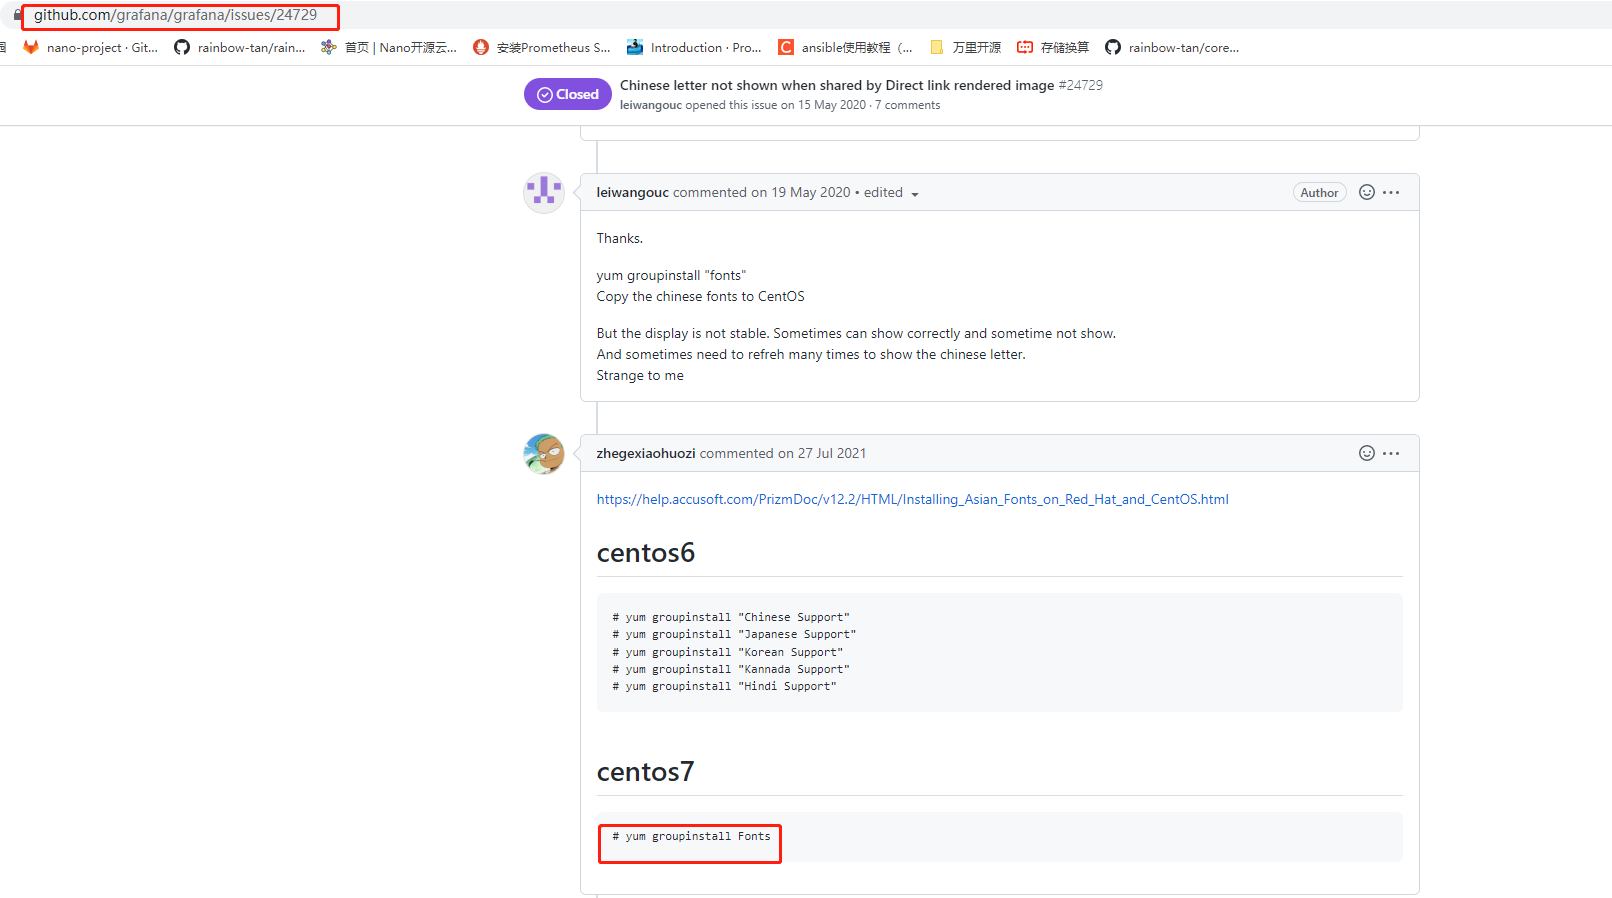 github.com/grafana/grafana/issues/24729
nano-project · Git...
rainbow-tan/rain...
首页 | Nano开源云...
安装Prometheus S...
Introduction · Pro...
ansible使用教程（...
万里开源
存储换算
rainbow-tan/core...
Closed
Chinese letter not shown when shared by Direct link rendered image #24729
leiwangouc opened this issue on 15 May 2020 · 7 comments
leiwangouc commented on 19 May 2020 • edited
Author
Thanks.
yum groupinstall "fonts"
Copy the chinese fonts to CentOS
But the display is not stable. Sometimes can show correctly and sometime not show.
And sometimes need to refreh many times to show the chinese letter.
Strange to me
zhegexiaohuozi commented on 27 Jul 2021
https://help.accusoft.com/PrizmDoc/v12.2/HTML/Installing_Asian_Fonts_on_Red_Hat_and_CentOS.html
centos6
# yum groupinstall "Chinese Support"
# yum groupinstall "Japanese Support"
# yum groupinstall "Korean Support"
# yum groupinstall "Kannada Support"
# yum groupinstall "Hindi Support"
centos7
# yum groupinstall Fonts